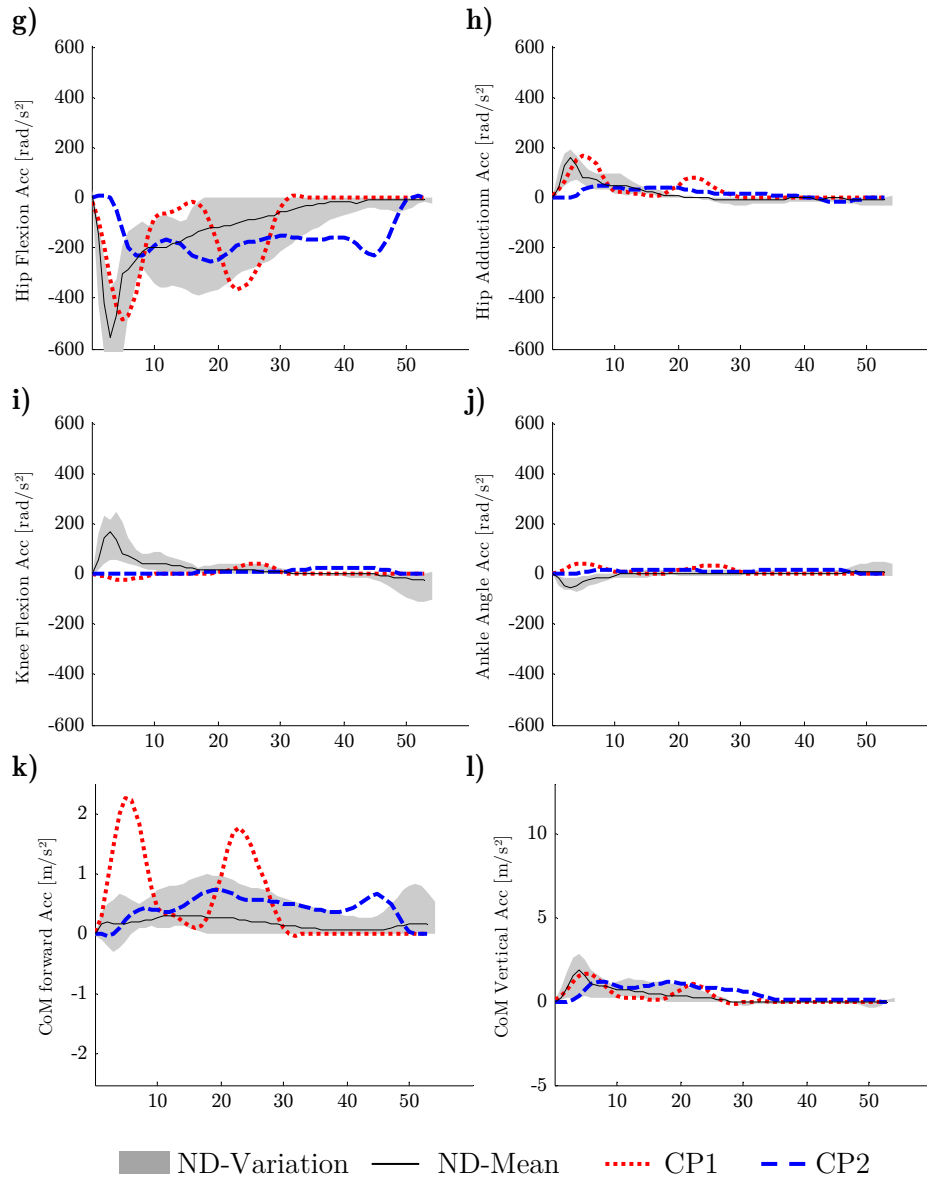 g)
h)
600
400
200
0
-200
-400
-600
10 20 30 40 50
Hip Flexion Acc [rad/s²]
600
400
200
0
-200
-400
-600
10 20 30 40 50
Hip Adductionn Acc [rad/s²]
i)
j)
600
400
200
0
-200
-400
-600
10 20 30 40 50
Knee Flexion Acc [rad/s²]
600
400
200
0
-200
-400
-600
10 20 30 40 50
Ankle Angle Acc [rad/s²]
k)
l)
2
1
0
-1
-2
10 20 30 40 50
CoM forward Acc [m/s²]
10
5
0
-5
10 20 30 40 50
CoM Vertical Acc [m/s²]
ND-Variation ND-Mean CP1 CP2